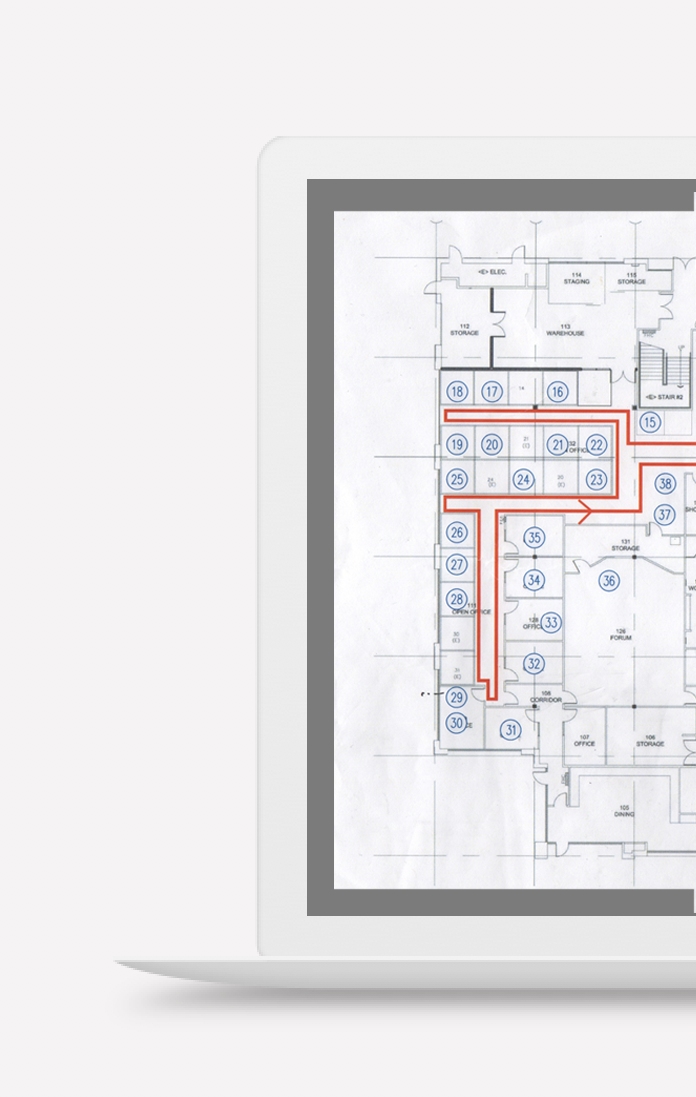 <E> ELEC.
114
STAGING
115
STORAGE
112
STORAGE
113
WAREHOUSE
UP
<E> STAIR #2
18
17
14
16
15
19
20
21
(E)
21
22
OFFICE
25
24
23
38
37
26
35
131
STORAGE
27
34
36
28
OPEN OFFICE
33
126
FORUM
32
29
108
CORRIDOR
30
31
107
OFFICE
106
STORAGE
105
DINING